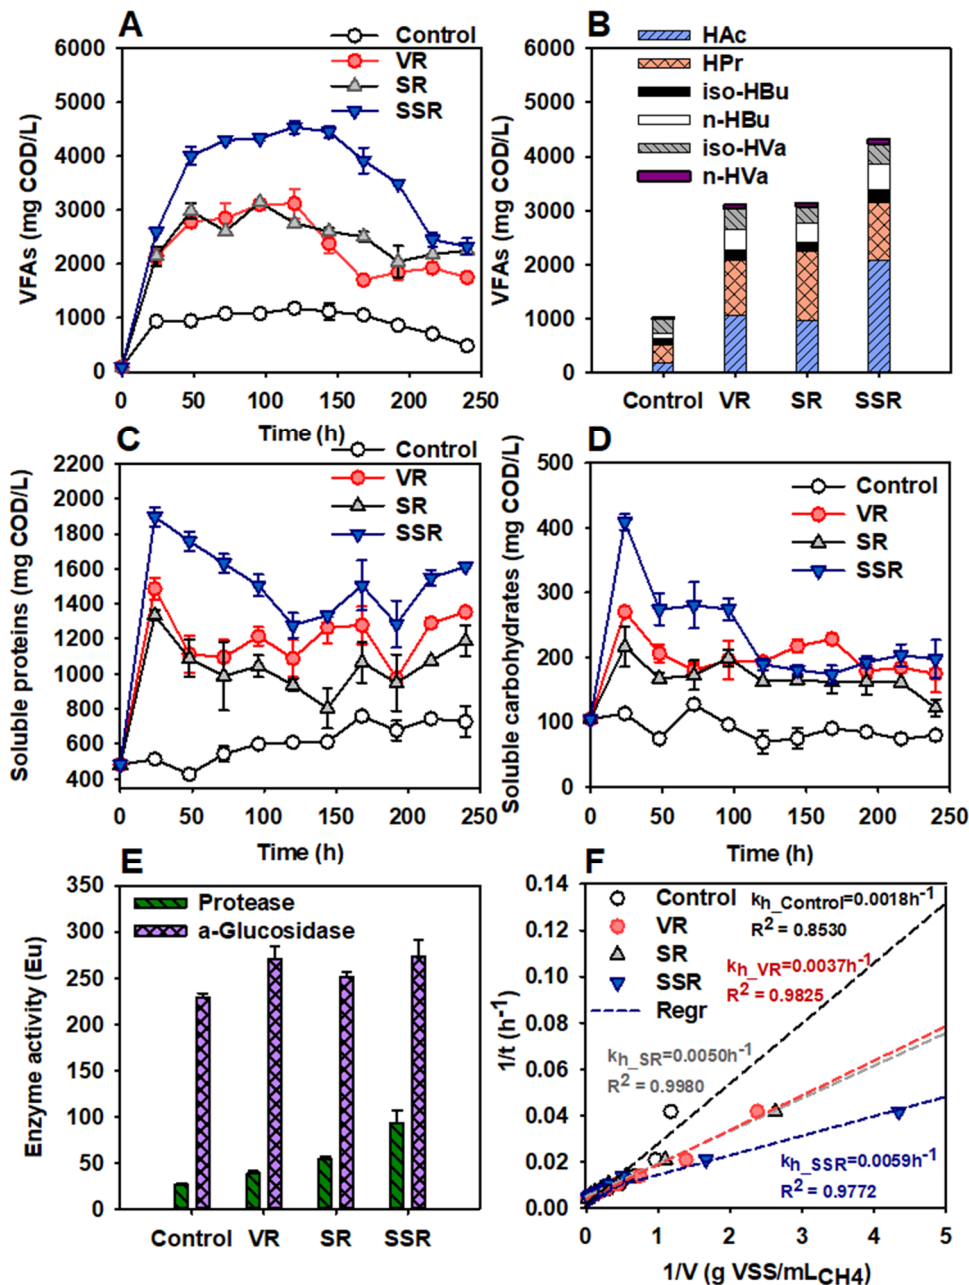 A
Control
VR
SR
SSR
6000
5000
4000
3000
2000
1000
0
VFAs (mg COD/L)
0 50 100 150 200 250
Time (h)
B
HAc
HPr
iso-HBu
n-HBu
iso-HVa
n-HVa
6000
5000
4000
3000
2000
1000
0
VFAs (mg COD/L)
Control VR SR SSR
C
Control
VR
SR
SSR
2200
2000
1800
1600
1400
1200
1000
800
600
400
Soluble proteins (mg COD/L)
0 50 100 150 200 250
Time (h)
D
Control
VR
SR
SSR
500
400
300
200
100
0
Soluble carbohydrates (mg COD/L)
0 50 100 150 200 250
Time (h)
E
Protease
a-Glucosidase
350
300
250
200
150
100
50
0
Enzyme activity (Eu)
Control VR SR SSR
F
Control
VR
SR
SSR
Regr
k_h_Control=0.0018h⁻¹
R² = 0.8530
k_h_VR=0.0037h⁻¹
R² = 0.9825
k_h_SR=0.0050h⁻¹
R² = 0.9980
k_h_SSR=0.0059h⁻¹
R² = 0.9772
0.14
0.12
0.10
0.08
0.06
0.04
0.02
0.00
1/t (h⁻¹)
0 1 2 3 4 5
1/V (g VSS/mL_CH4)